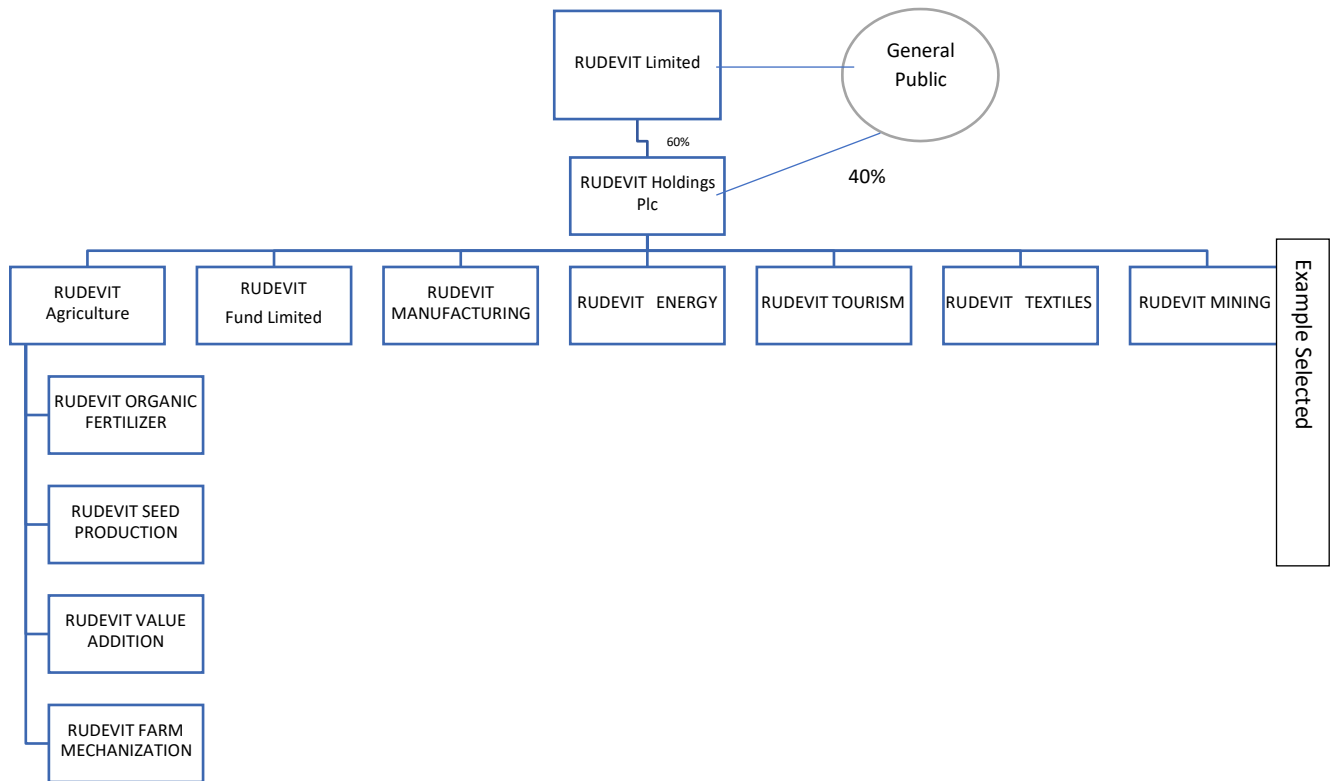 RUDEVIT Limited
General
Public
60%
RUDEVIT Holdings
Plc
40%
RUDEVIT
Agriculture
RUDEVIT
Fund Limited
RUDEVIT
MANUFACTURING
RUDEVIT ENERGY
RUDEVIT TOURISM
RUDEVIT TEXTILES
RUDEVIT MINING
Example Selected
RUDEVIT ORGANIC
FERTILIZER
RUDEVIT SEED
PRODUCTION
RUDEVIT VALUE
ADDITION
RUDEVIT FARM
MECHANIZATION